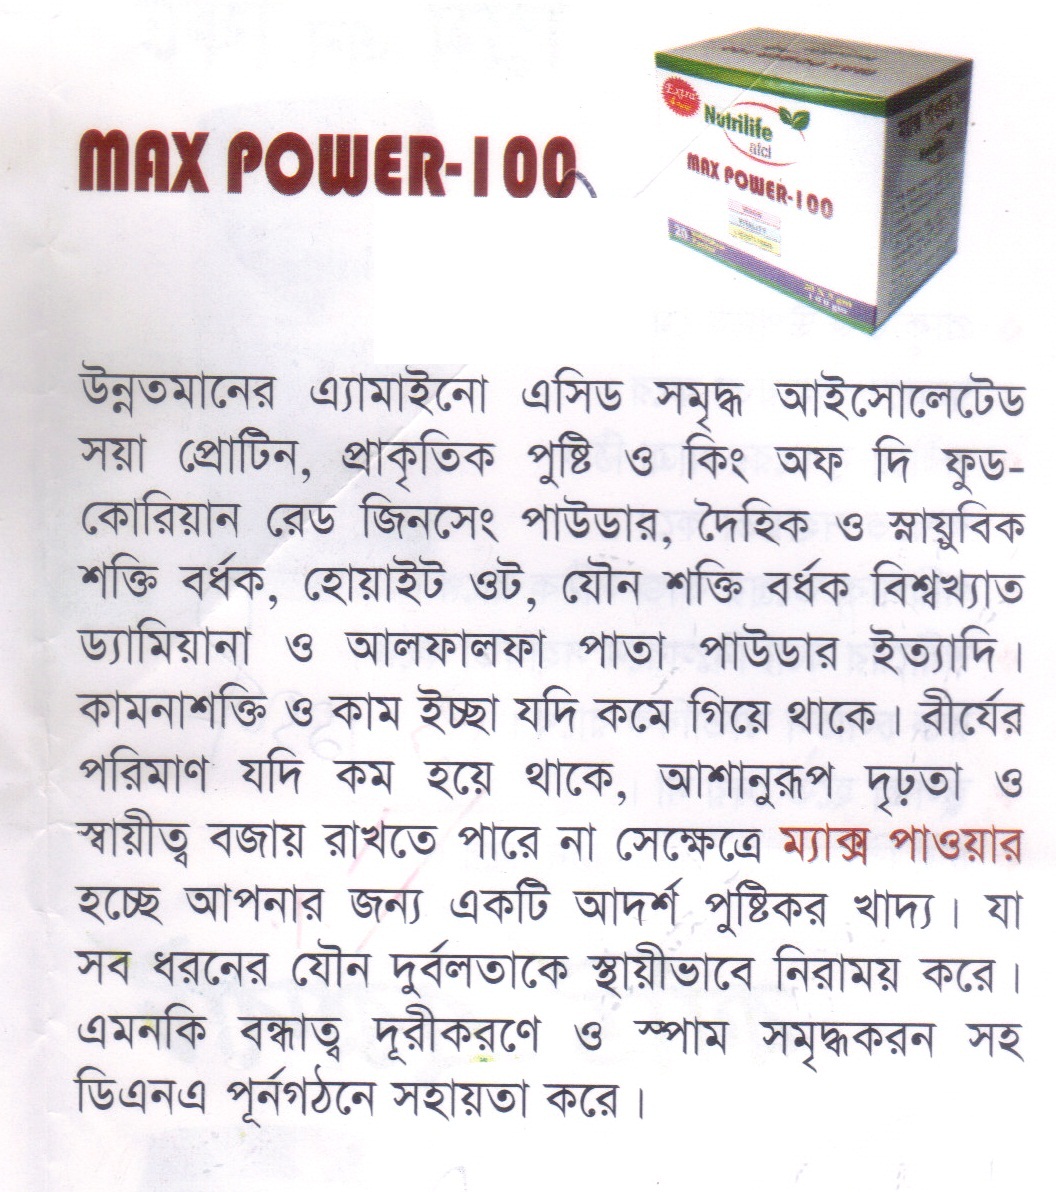 MAX POWER-100
Extra
Nutrilife
afcl
MAX POWER-100
20
উন্নতমানের এ্যামাইনো এসিড সমৃদ্ধ আইসোলেটেড
সয়া প্রোটিন, প্রাকৃতিক পুষ্টি ও কিং অফ দি ফুড-
কোরিয়ান রেড জিনসেং পাউডার, দৈহিক ও স্নায়ুবিক
শক্তি বর্ধক, হোয়াইট ওট, যৌন শক্তি বর্ধক বিশ্বখ্যাত
ড্যামিয়ানা ও আলফালফা পাতা পাউডার ইত্যাদি।
কামনাশক্তি ও কাম ইচ্ছা যদি কমে গিয়ে থাকে। বীর্যের
পরিমাণ যদি কম হয়ে থাকে, আশানুরূপ দৃঢ়তা ও
স্বায়ীত্ব বজায় রাখতে পারে না সেক্ষেত্রে ম্যাক্স পাওয়ার
হচ্ছে আপনার জন্য একটি আদর্শ পুষ্টিকর খাদ্য। যা
সব ধরনের যৌন দুর্বলতাকে স্থায়ীভাবে নিরাময় করে।
এমনকি বন্ধাত্ব দূরীকরণে ও স্পাম সমৃদ্ধকরন সহ
ডিএনএ পূর্নগঠনে সহায়তা করে।